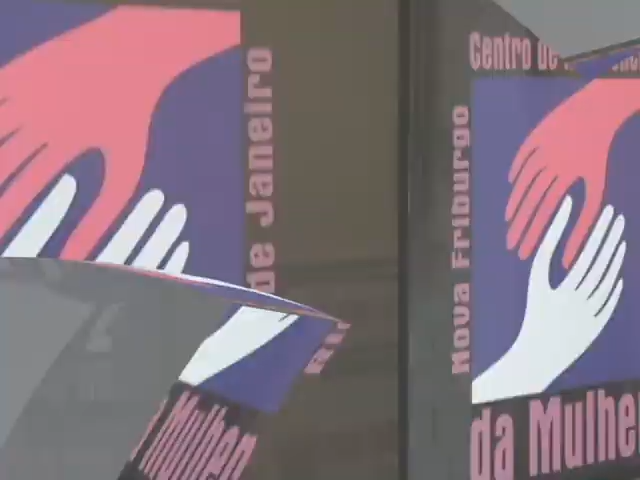 de Janeiro
Mulher
Centro de
Nova Friburgo
da Mulher